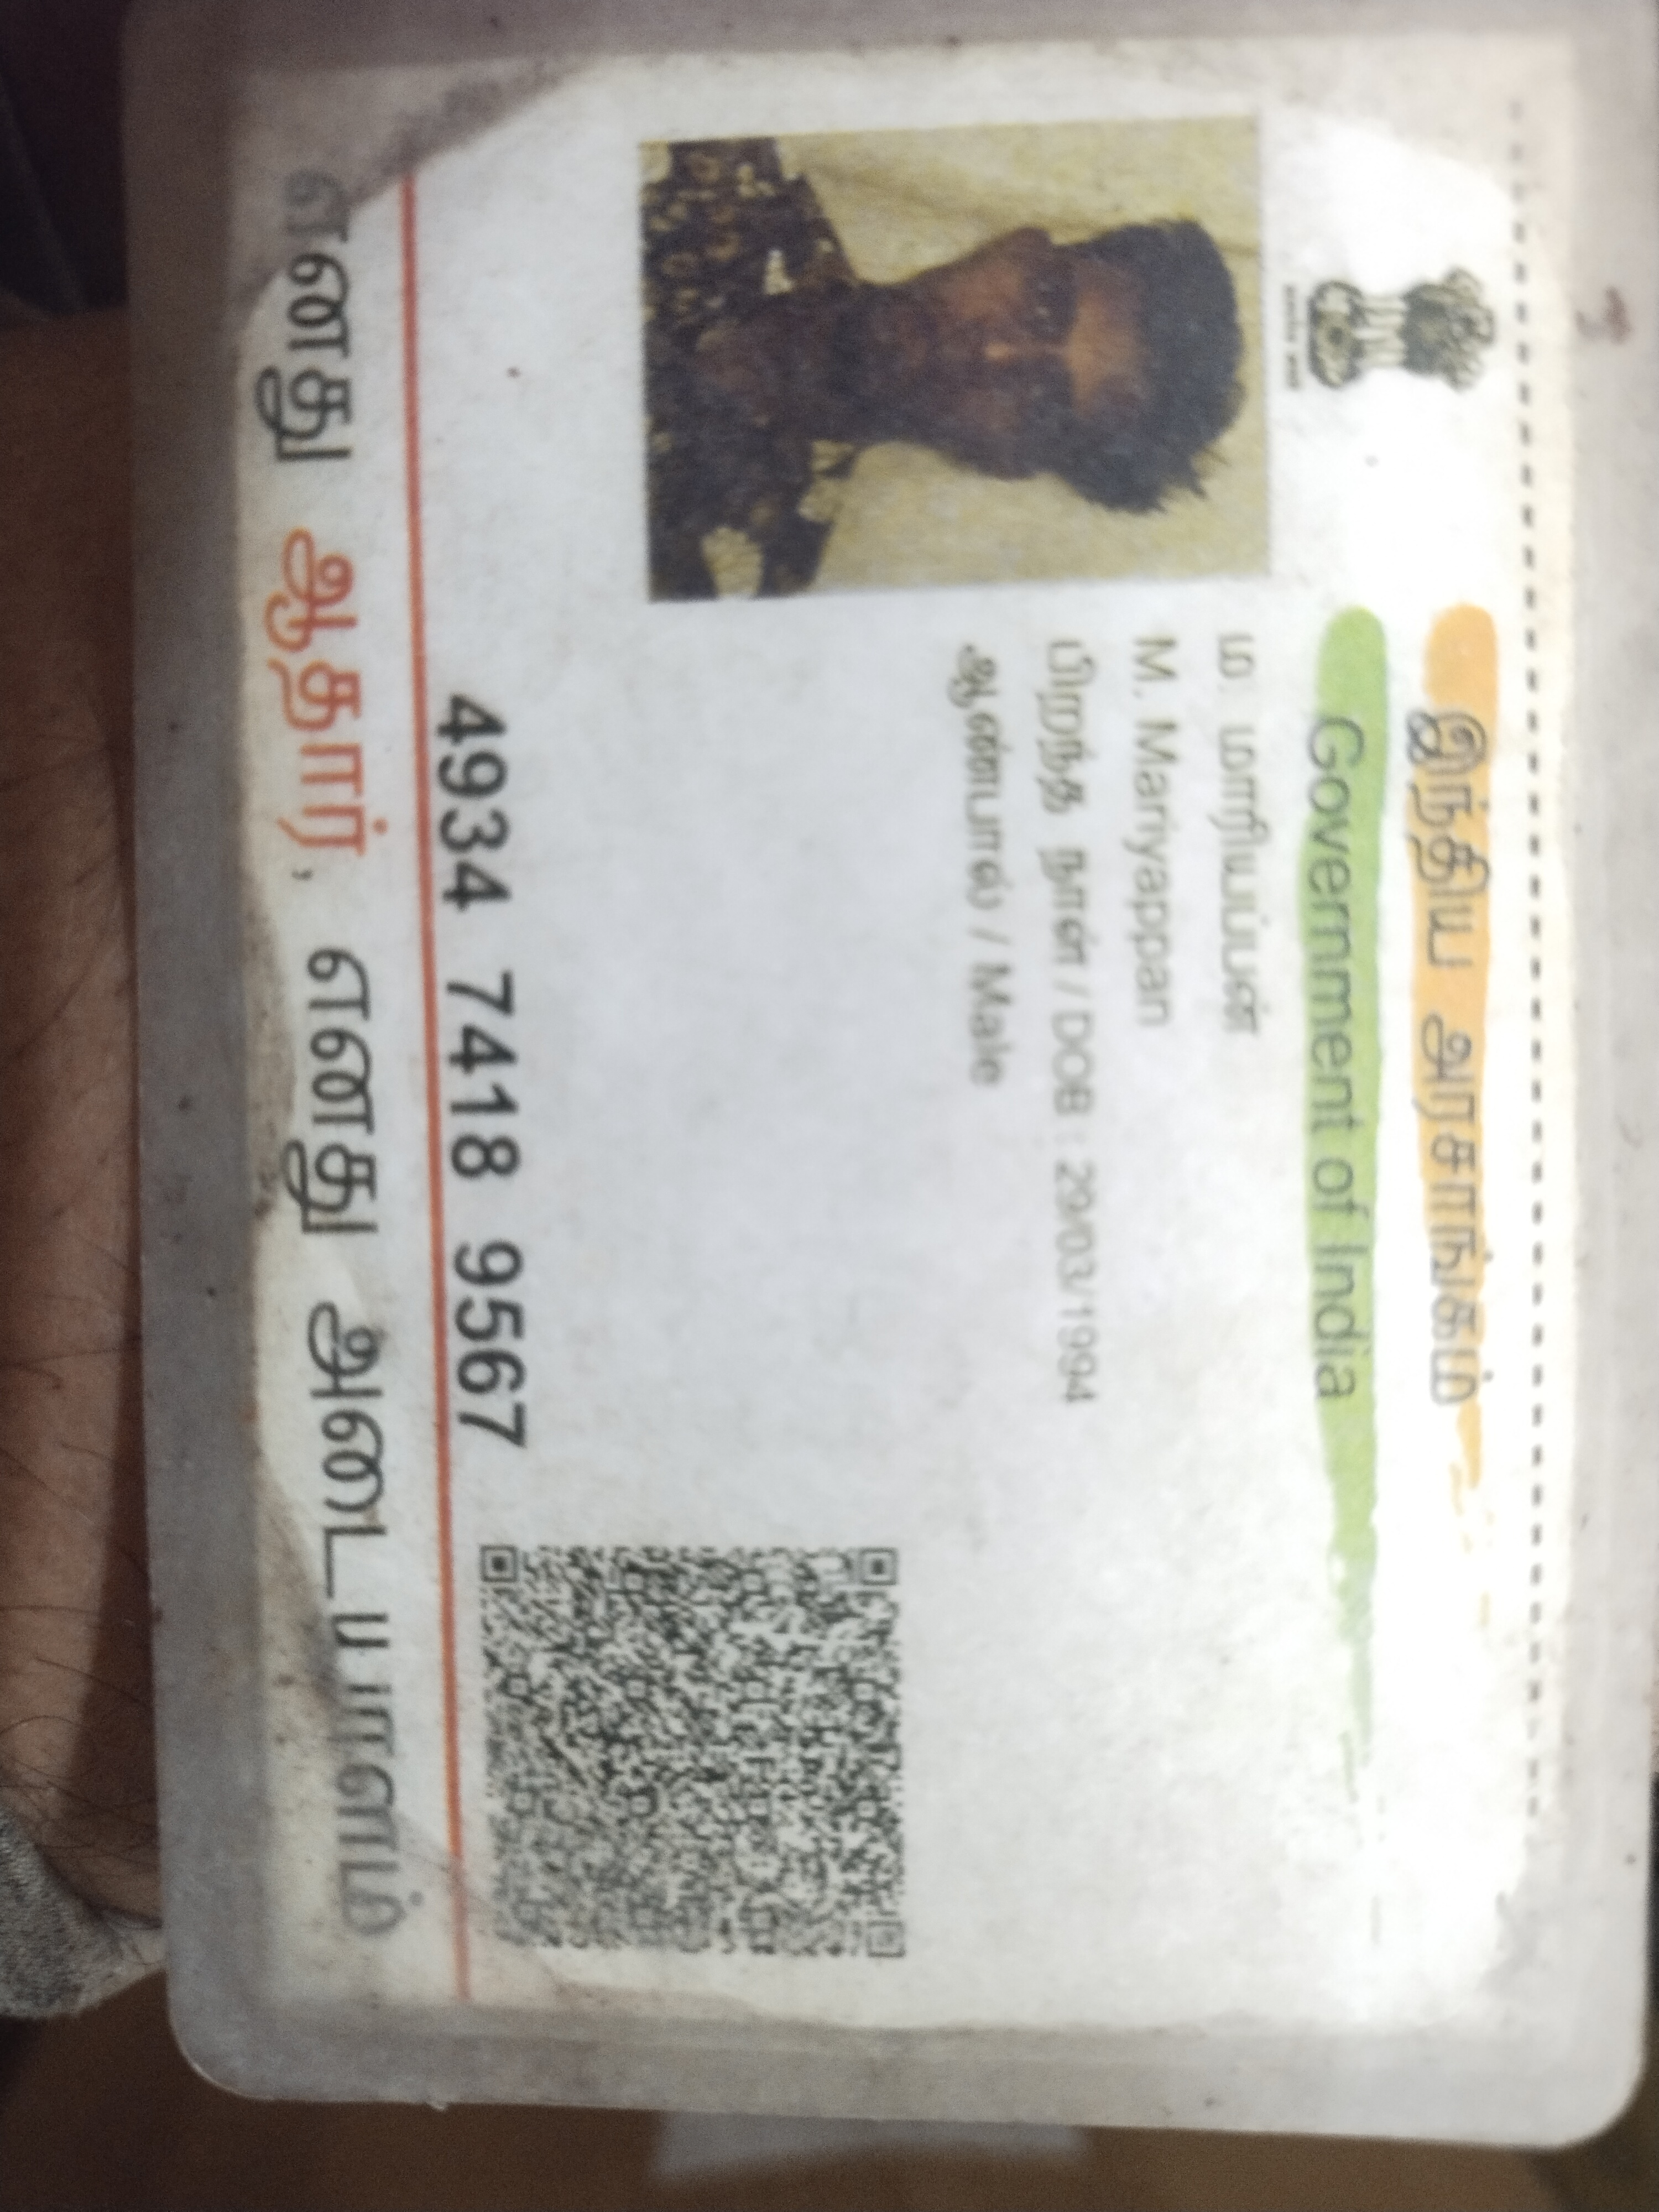 இந்திய அரசாங்கம்
Government of India
ம. மாரியப்பன்
M. Mariyappan
பிறந்த நாள் / DOB : 29/03/1994
ஆண்பால் / Male
4934 7418 9567
எனது ஆதார், எனது அடையாளம்